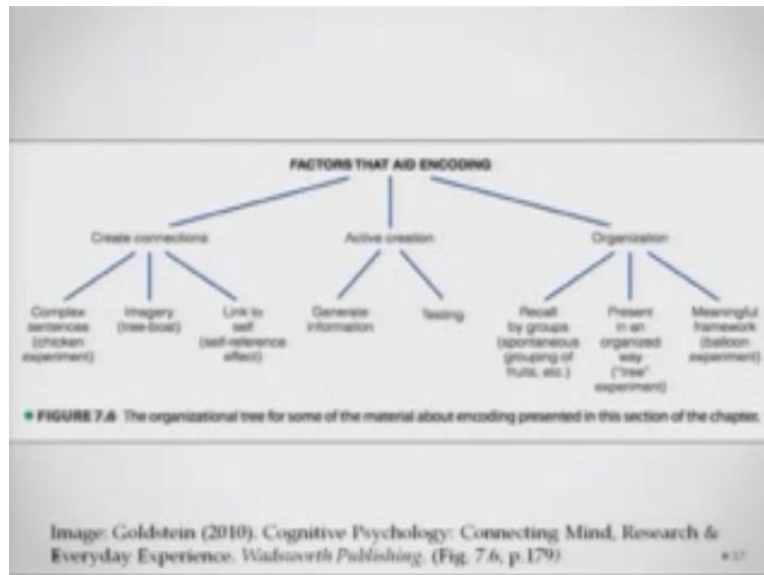 FACTORS THAT AID ENCODING
Create connections
Active creation
Organization
Complex
sentences
(chicken
experiment)
Imagery
(tree-boat)
Link to
self
(self-reference
effect)
Generate
information
Testing
Recall
by groups
(spontaneous
grouping of
fruits, etc.)
Present
in an
organized
way
("tree"
experiment)
Meaningful
framework
(balloon
experiment)
FIGURE 7.6 The organizational tree for some of the material about encoding presented in this section of the chapter.
Image: Goldstein (2010). Cognitive Psychology: Connecting Mind, Research &
Everyday Experience. Wadsworth Publishing. (Fig. 7.6, p.179)